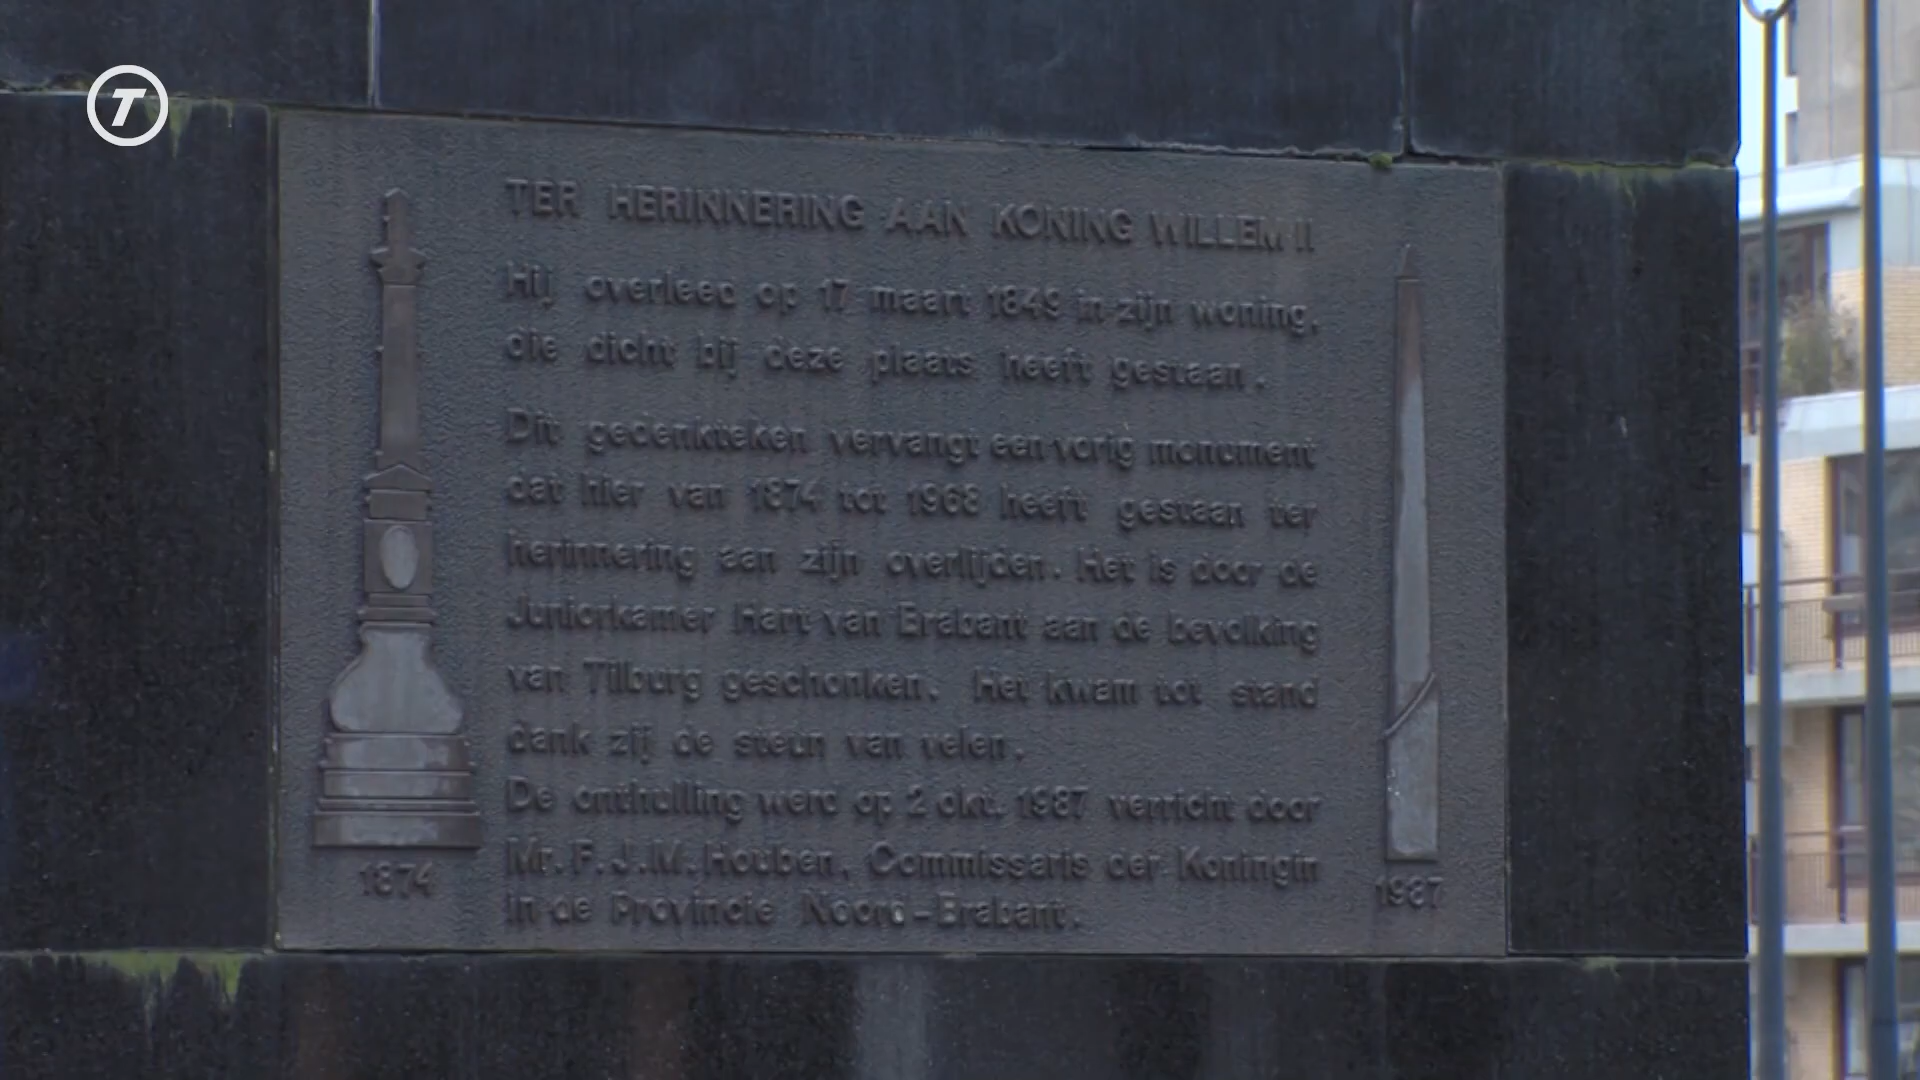 T
TER HERINNERING AAN KONING WILLEM II
Hij overleed op 17 maart 1849 in zijn woning,
die dicht bij deze plaats heeft gestaan.
Dit gedenkteken vervangt een vorig monument
dat hier van 1874 tot 1968 heeft gestaan ter
herinnering aan zijn overlijden. Het is door de
Juniorkamer Hart van Brabant aan de bevolking
van Tilburg geschonken. Het kwam tot stand
dank zij de steun van velen.
De onthulling werd op 2 okt. 1987 verricht door
Mr. F.J.M. Houben, Commissaris der Koningin
in de Provincie Noord-Brabant.
1874
1987